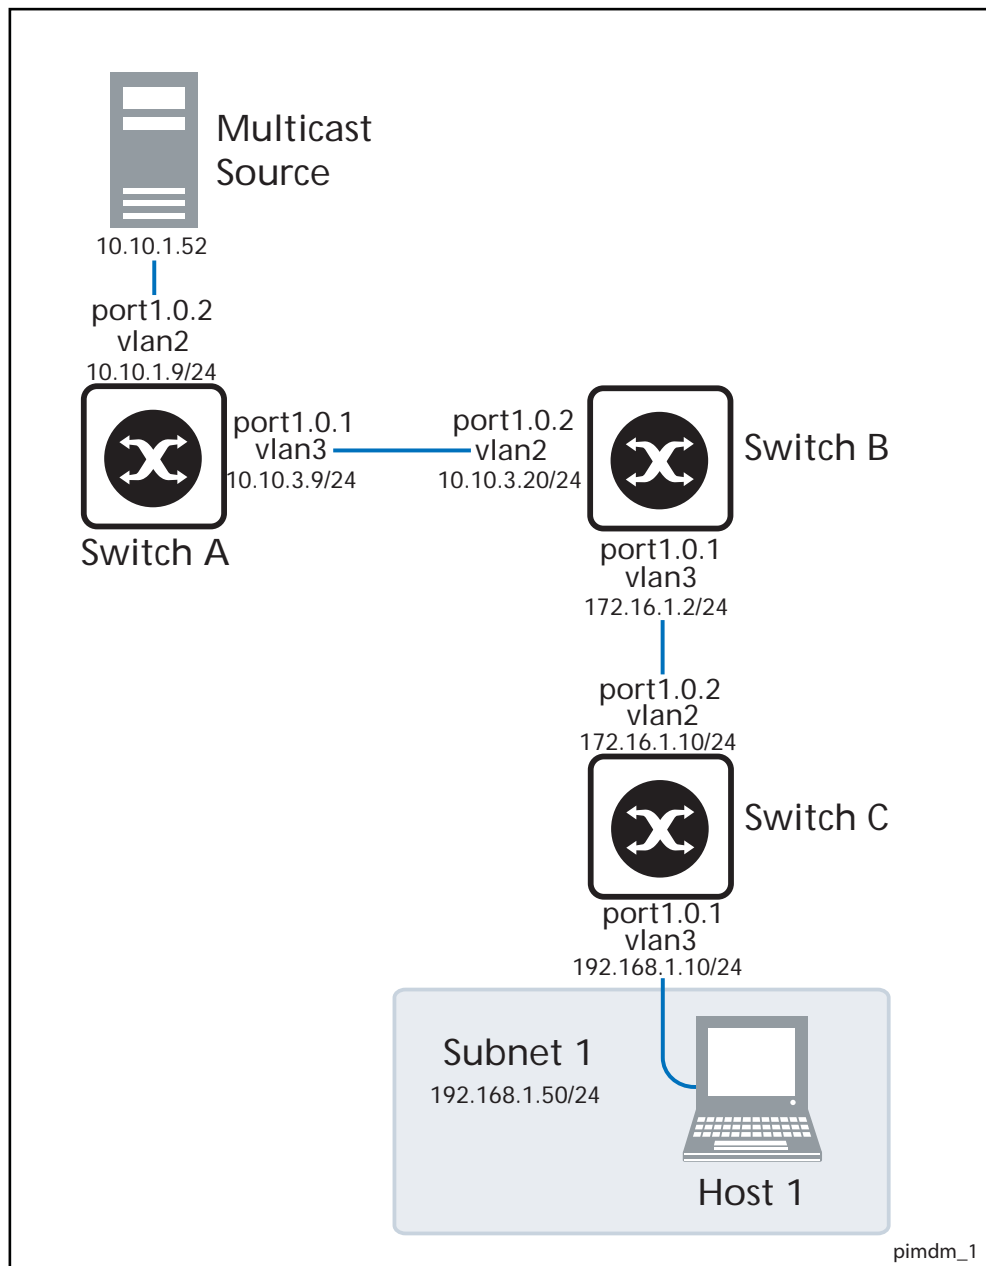 Multicast
Source
10.10.1.52
port1.0.2
vlan2
10.10.1.9/24
port1.0.1
vlan3
10.10.3.9/24
Switch A
port1.0.2
vlan2
10.10.3.20/24
Switch B
port1.0.1
vlan3
172.16.1.2/24
port1.0.2
vlan2
172.16.1.10/24
Switch C
port1.0.1
vlan3
192.168.1.10/24
Subnet 1
192.168.1.50/24
Host 1
pimdm_1